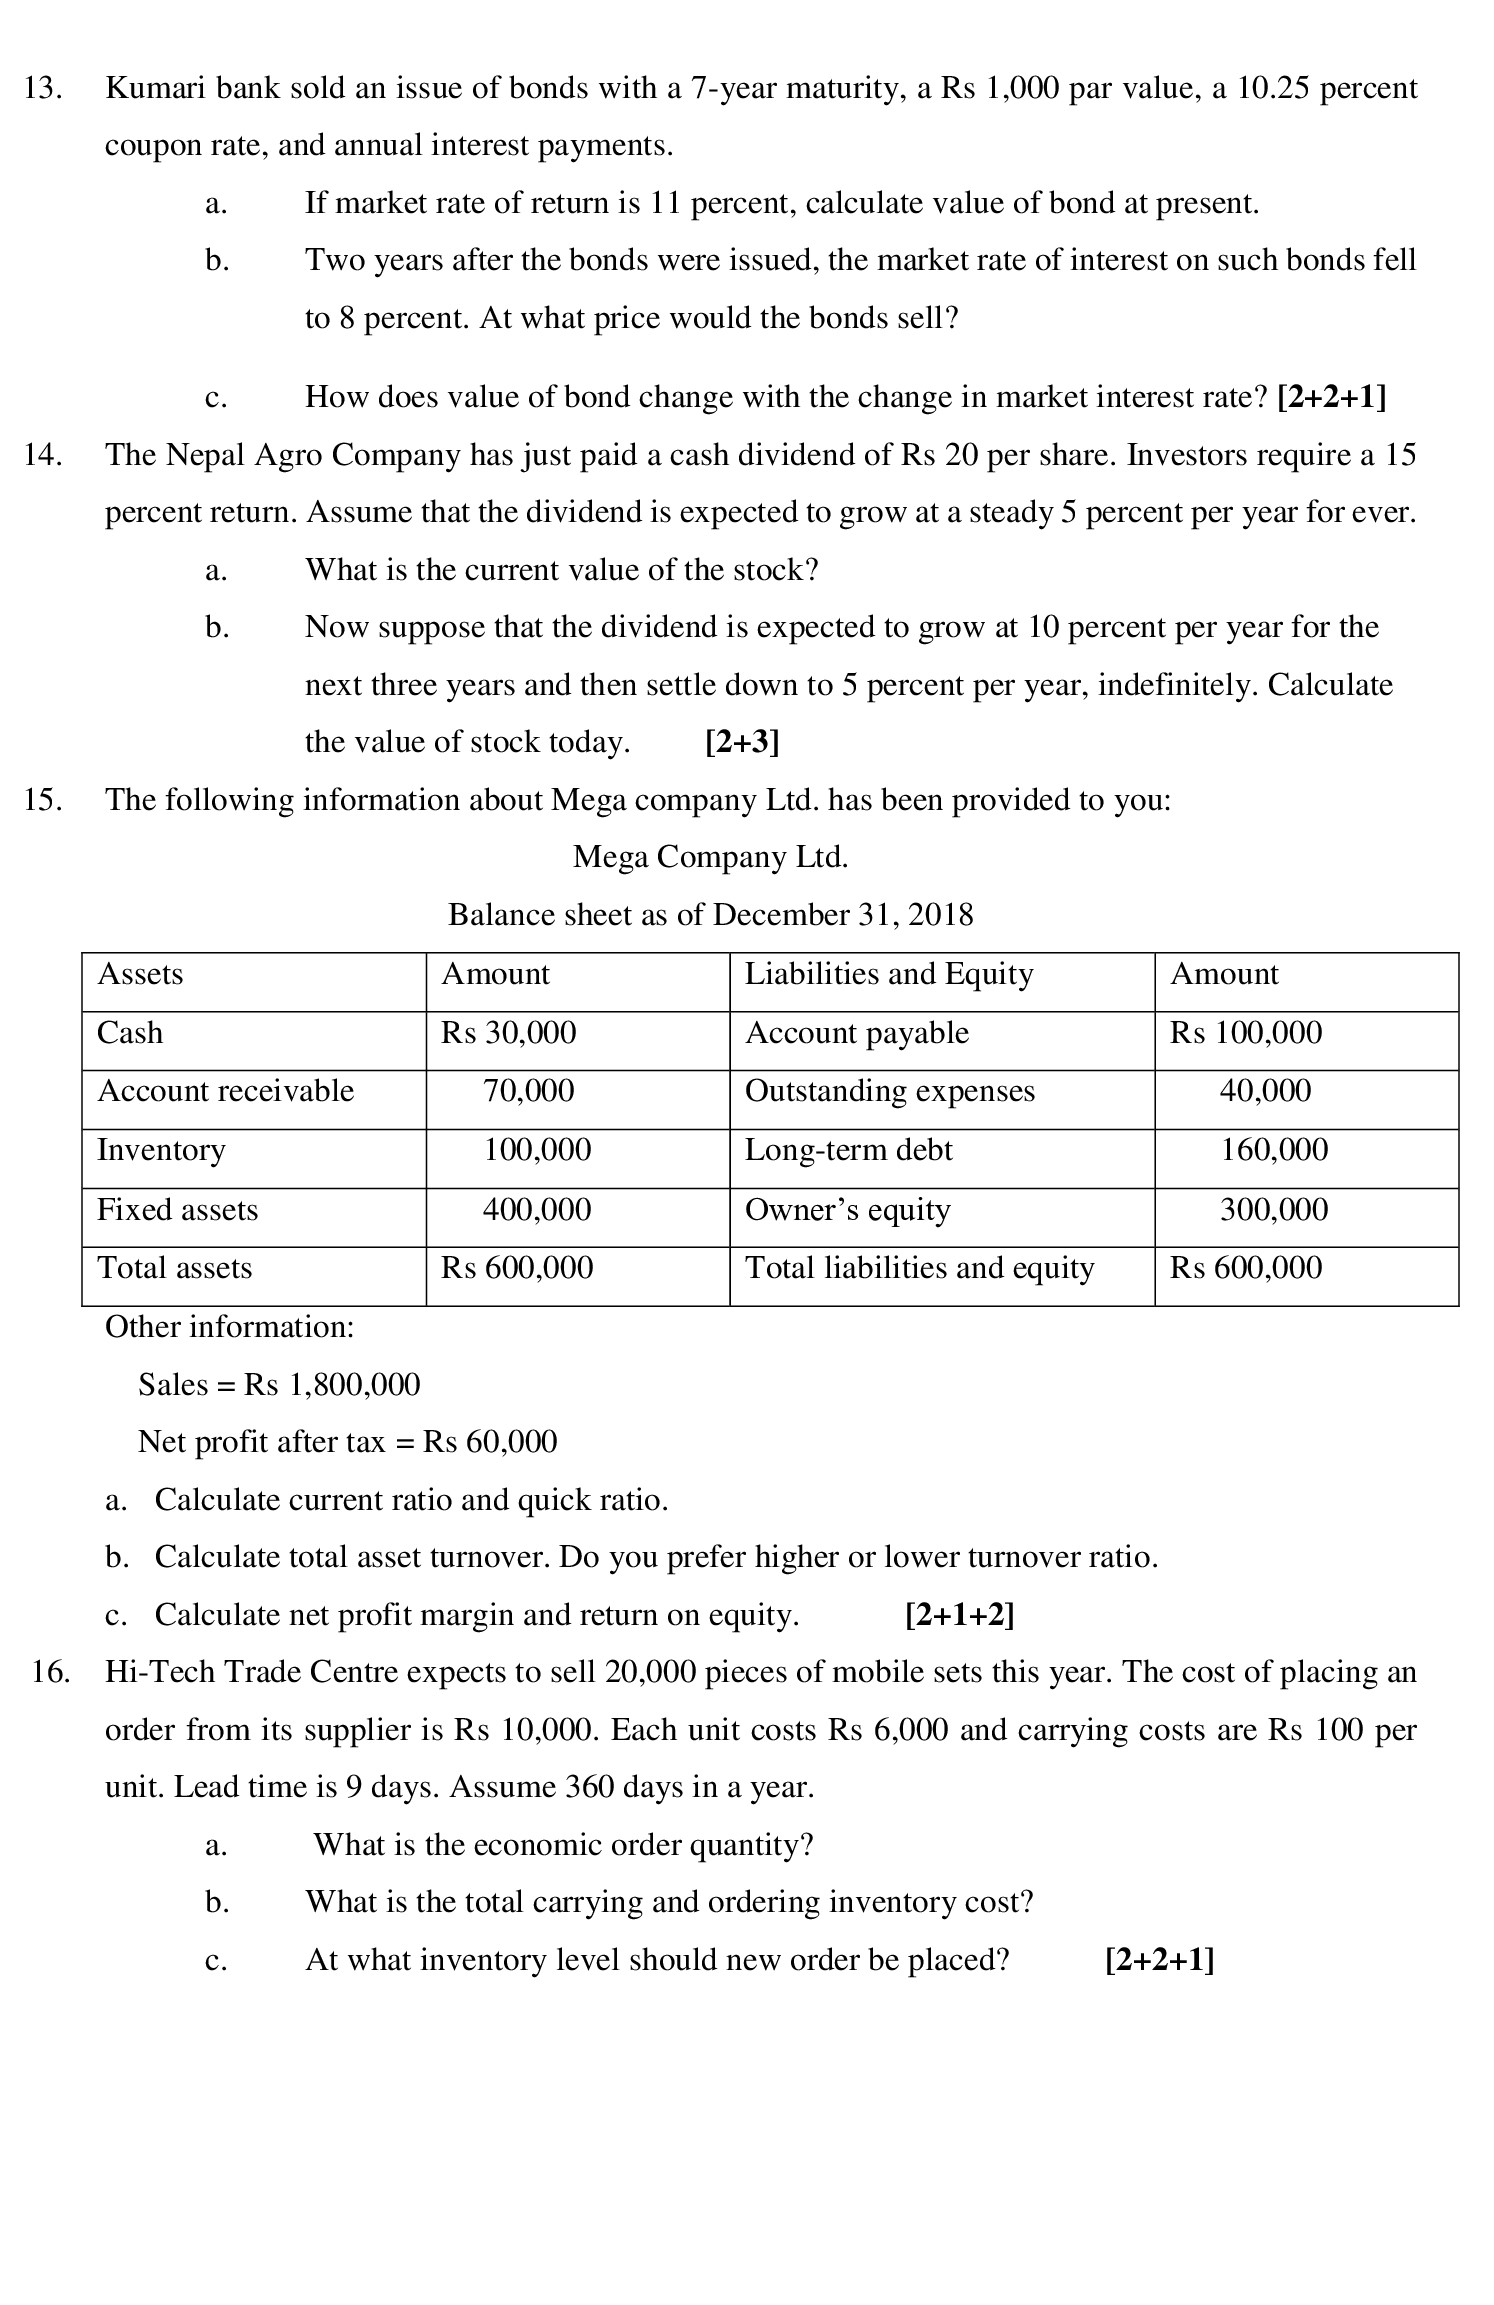 13. Kumari bank sold an issue of bonds with a 7-year maturity, a Rs 1,000 par value, a 10.25 percent
coupon rate, and annual interest payments.
a. If market rate of return is 11 percent, calculate value of bond at present.
b. Two years after the bonds were issued, the market rate of interest on such bonds fell
to 8 percent. At what price would the bonds sell?
c. How does value of bond change with the change in market interest rate? [2+2+1]
14. The Nepal Agro Company has just paid a cash dividend of Rs 20 per share. Investors require a 15
percent return. Assume that the dividend is expected to grow at a steady 5 percent per year for ever.
a. What is the current value of the stock?
b. Now suppose that the dividend is expected to grow at 10 percent per year for the
next three years and then settle down to 5 percent per year, indefinitely. Calculate
the value of stock today. [2+3]
15. The following information about Mega company Ltd. has been provided to you:
Mega Company Ltd.
Balance sheet as of December 31, 2018
Assets Amount Liabilities and Equity Amount
Cash Rs 30,000 Account payable Rs 100,000
Account receivable 70,000 Outstanding expenses 40,000
Inventory 100,000 Long-term debt 160,000
Fixed assets 400,000 Owner’s equity 300,000
Total assets Rs 600,000 Total liabilities and equity Rs 600,000
Other information:
Sales = Rs 1,800,000
Net profit after tax = Rs 60,000
a. Calculate current ratio and quick ratio.
b. Calculate total asset turnover. Do you prefer higher or lower turnover ratio.
c. Calculate net profit margin and return on equity. [2+1+2]
16. Hi-Tech Trade Centre expects to sell 20,000 pieces of mobile sets this year. The cost of placing an
order from its supplier is Rs 10,000. Each unit costs Rs 6,000 and carrying costs are Rs 100 per
unit. Lead time is 9 days. Assume 360 days in a year.
a. What is the economic order quantity?
b. What is the total carrying and ordering inventory cost?
c. At what inventory level should new order be placed? [2+2+1]